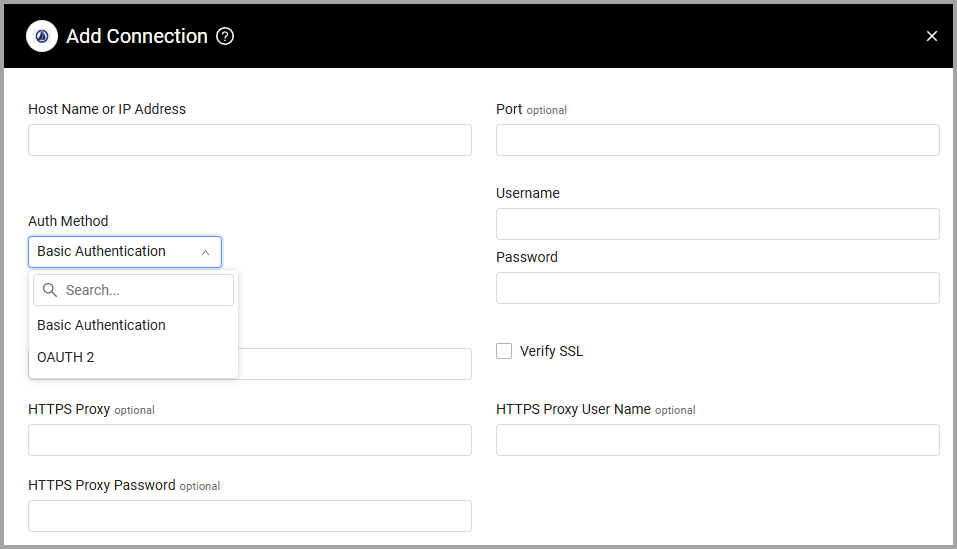 Add Connection ?
Host Name or IP Address
Port optional
Username
Auth Method
Basic Authentication
Password
Search...
Basic Authentication
OAUTH 2
Verify SSL
HTTPS Proxy optional
HTTPS Proxy User Name optional
HTTPS Proxy Password optional